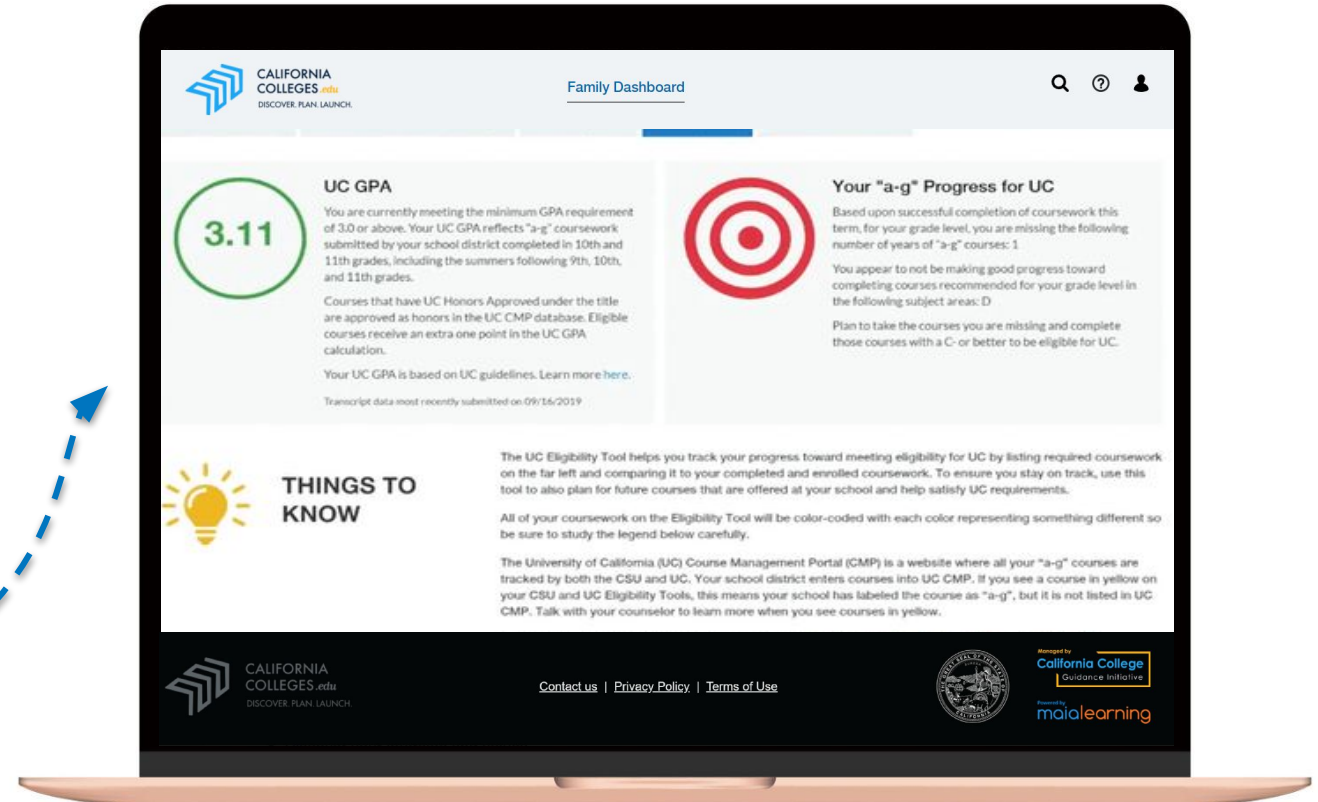 CALIFORNIA
COLLEGES.edu
DISCOVER. PLAN. LAUNCH.
Family Dashboard
3.11
UC GPA
You are currently meeting the minimum GPA requirement
of 3.0 or above. Your UC GPA reflects "a-g" coursework
submitted by your school district completed in 10th and
11th grades, including the summers following 9th, 10th,
and 11th grades.
Courses that have UC Honors Approved under the title
are approved as honors in the UC CMP database. Eligible
courses receive an extra one point in the UC GPA
calculation.
Your UC GPA is based on UC guidelines. Learn more here.
Transcript data most recently submitted on 09/16/2019
Your "a-g" Progress for UC
Based upon successful completion of coursework this
term, for your grade level, you are missing the following
number of years of "a-g" courses: 1
You appear to not be making good progress toward
completing courses recommended for your grade level in
the following subject areas: D
Plan to take the courses you are missing and complete
those courses with a C- or better to be eligible for UC.
THINGS TO
KNOW
The UC Eligibility Tool helps you track your progress toward meeting eligibility for UC by listing required coursework
on the far left and comparing it to your completed and enrolled coursework. To ensure you stay on track, use this
tool to also plan for future courses that are offered at your school and help satisfy UC requirements.
All of your coursework on the Eligibility Tool will be color-coded with each color representing something different so
be sure to study the legend below carefully.
The University of California (UC) Course Management Portal (CMP) is a website where all your "a-g" courses are
tracked by both the CSU and UC. Your school district enters courses into UC CMP. If you see a course in yellow on
your CSU and UC Eligibility Tools, this means your school has labeled the course as "a-g", but it is not listed in UC
CMP. Talk with your counselor to learn more when you see courses in yellow.
CALIFORNIA
COLLEGES.edu
DISCOVER. PLAN. LAUNCH.
Contact us | Privacy Policy | Terms of Use
Managed by
California College
Guidance Initiative
Powered by
maialearning